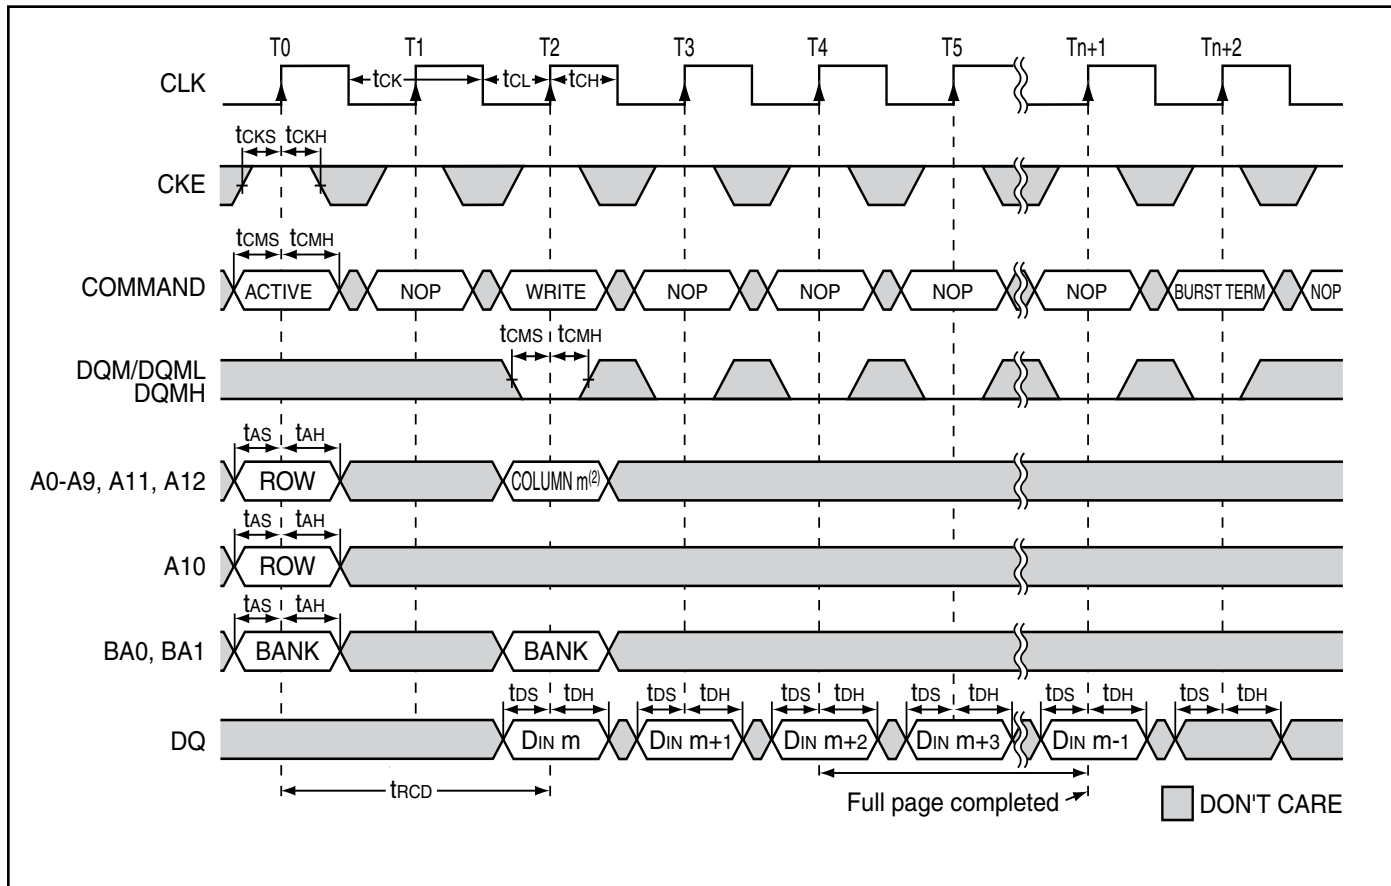 T0 T1 T2 T3 T4 T5 Tn+1 Tn+2
CLK tCK tCL tCH
tCKS tCKH
CKE
tCMS tCMH
COMMAND ACTIVE NOP WRITE NOP NOP NOP NOP BURST TERM NOP
tCMS tCMH
DQM/DQML
DQMH
tAS tAH
A0-A9, A11, A12 ROW COLUMN m(2)
tAS tAH
A10 ROW
tAS tAH
BA0, BA1 BANK BANK
tDS tDH tDS tDH tDS tDH tDS tDH tDS tDH tDS tDH
DQ DIN m DIN m+1 DIN m+2 DIN m+3 DIN m-1
tRCD
Full page completed
DON'T CARE